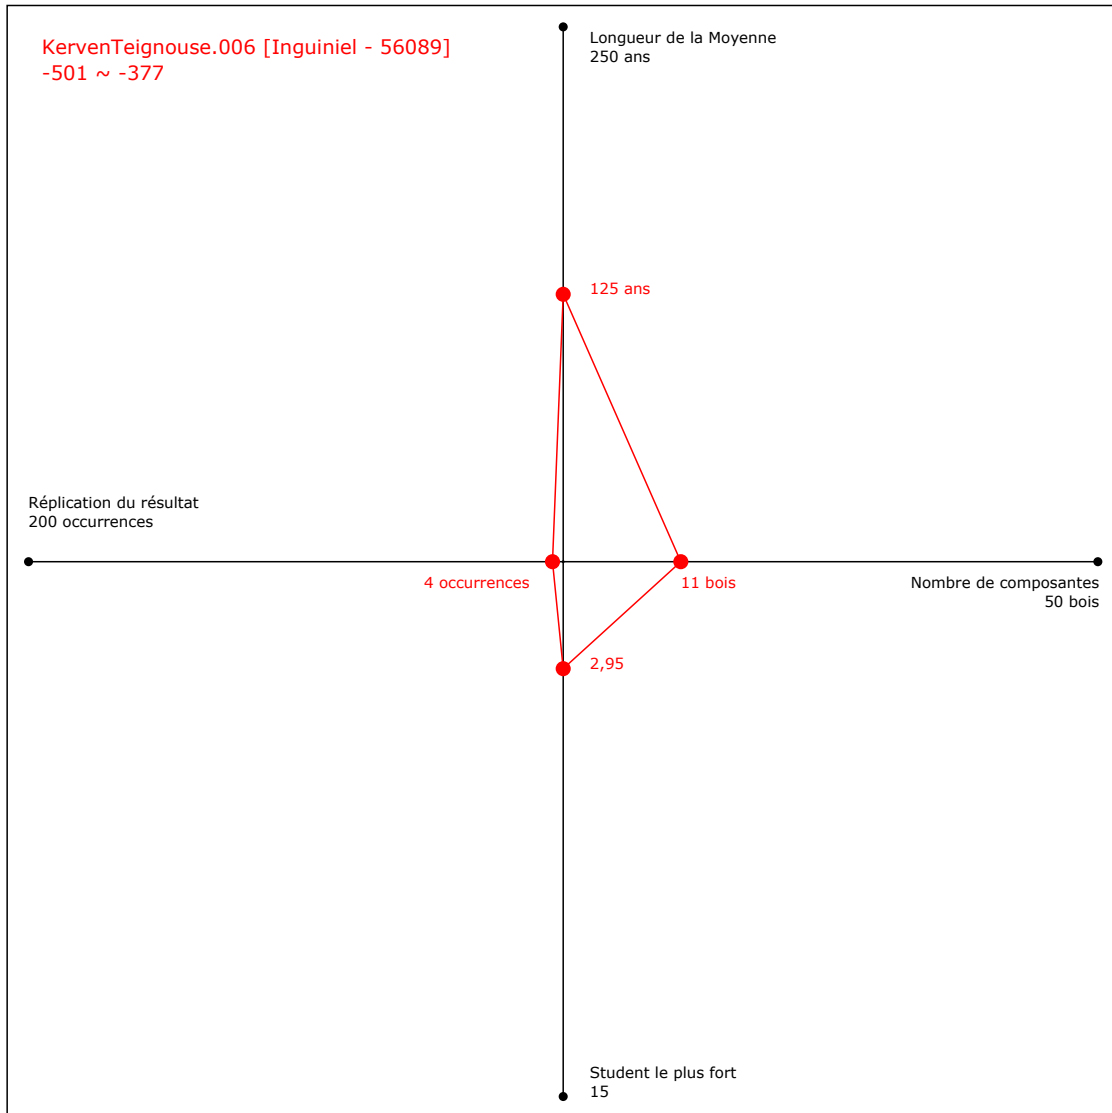 KervenTeignouse.006 [Inguiniel - 56089]
-501 ~ -377
Longueur de la Moyenne
250 ans
125 ans
Réplication du résultat
200 occurrences
4 occurrences
11 bois
Nombre de composantes
50 bois
2,95
Student le plus fort
15